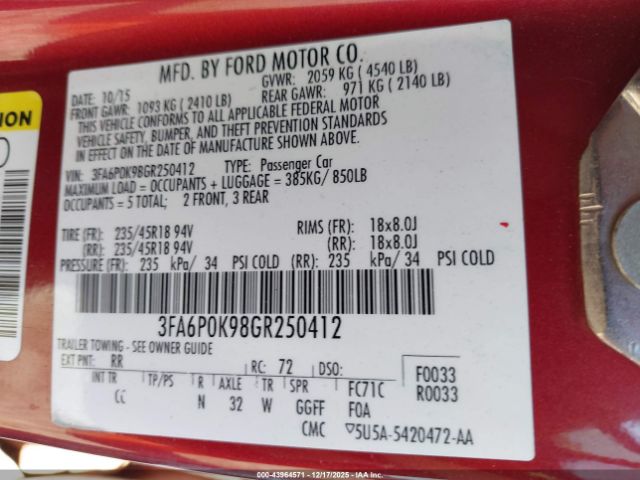 MFD. BY FORD MOTOR CO.
DATE: 10/15 GVWR: 2059 KG ( 4540 LB)
FRONT GAWR: 1093 KG ( 2410 LB) REAR GAWR: 971 KG ( 2140 LB)
THIS VEHICLE CONFORMS TO ALL APPLICABLE FEDERAL MOTOR
VEHICLE SAFETY, BUMPER, AND THEFT PREVENTION STANDARDS
IN EFFECT ON THE DATE OF MANUFACTURE SHOWN ABOVE.
VIN: 3FA6P0K98GR250412 TYPE: Passenger Car
MAXIMUM LOAD = OCCUPANTS + LUGGAGE = 385KG/ 850LB
OCCUPANTS = 5 TOTAL; 2 FRONT, 3 REAR
TIRE (FR): 235/45R18 94V RIMS (FR): 18x8.0J
(RR): 235/45R18 94V (RR): 18x8.0J
PRESSURE (FR): 235 kPa/ 34 PSI COLD (RR): 235 kPa/ 34 PSI COLD
3FA6P0K98GR250412
TRAILER TOWING - SEE OWNER GUIDE
EXT PNT: RR RC: 72 DSO: F0033
R0033
INT TR TP/PS R AXLE TR SPR FC71C
CC N 32 W GGFF F0A
CMC ▽5U5A-5420472-AA
ION
IAA 43964571 | 12/17/2025 | IAAI.com